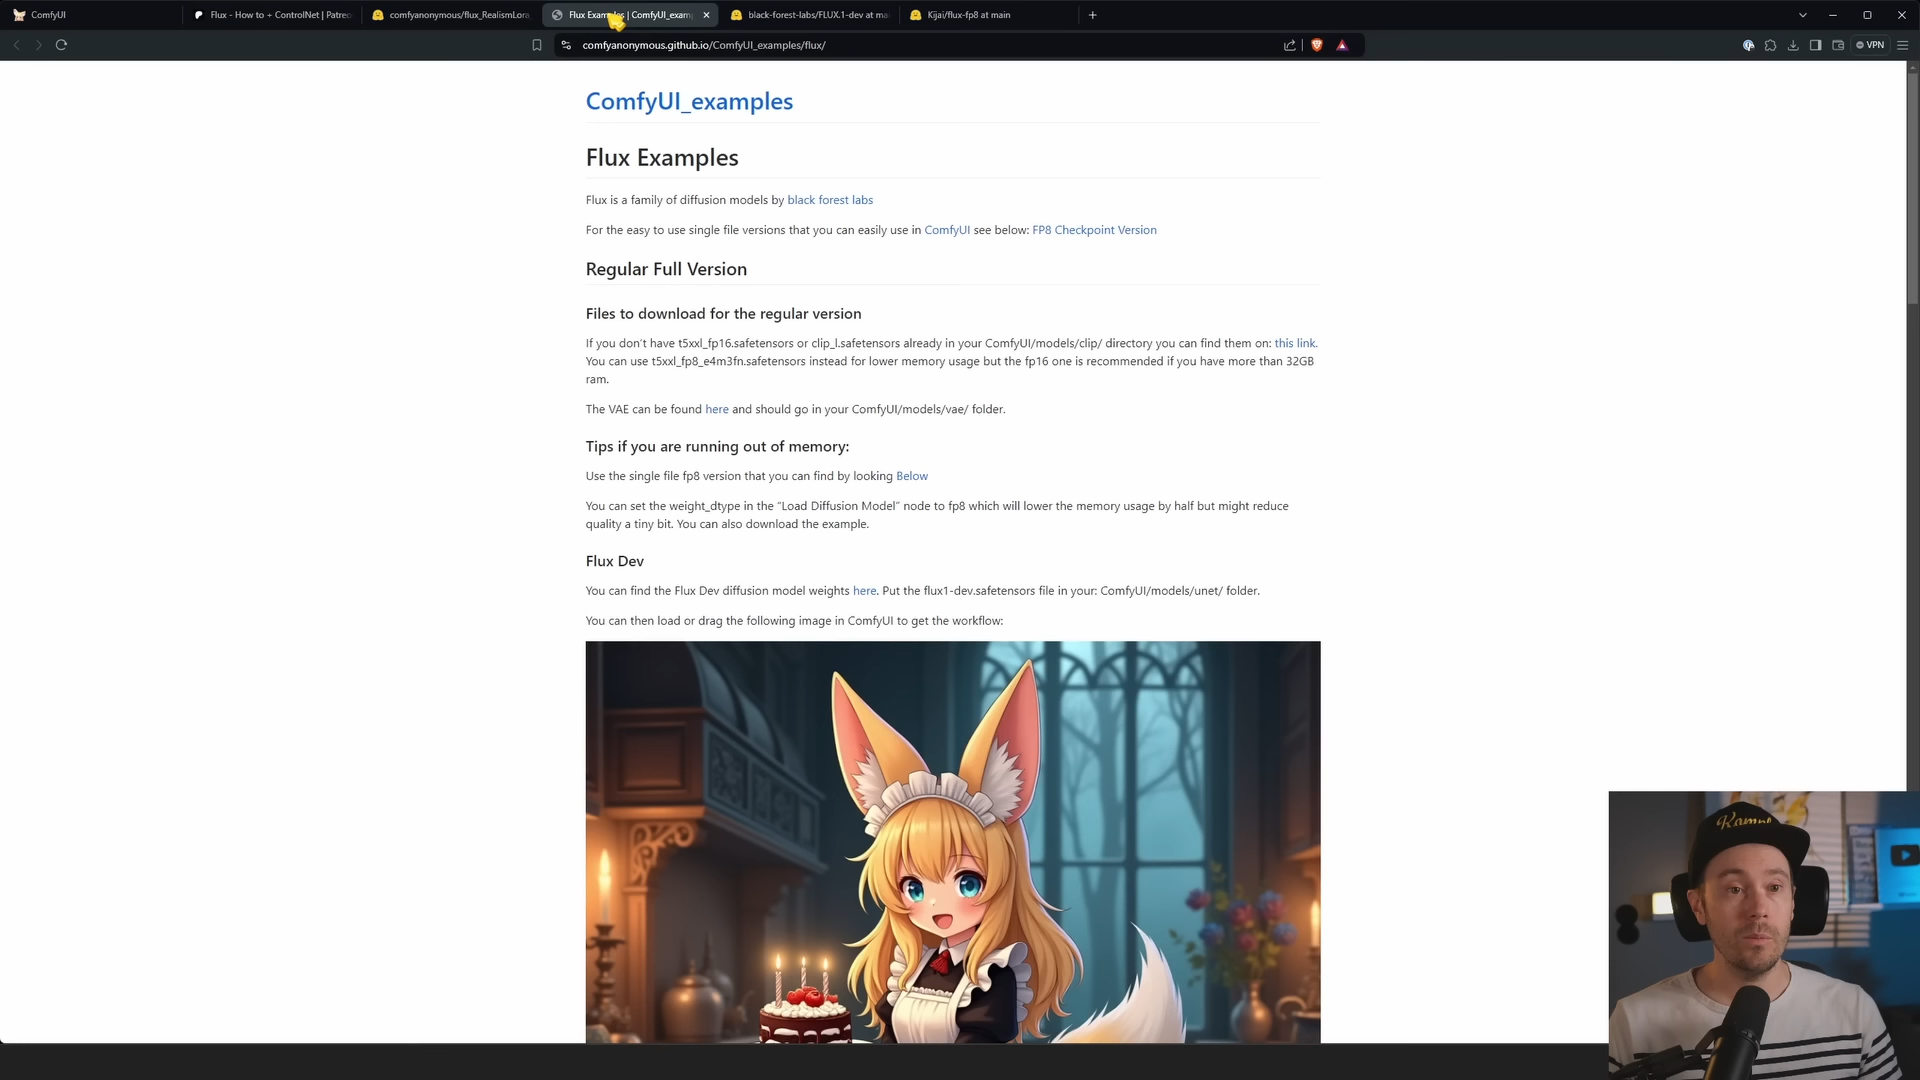 ComfyUI
Flux - How to + ControlNet | Patreo
comfyanonymous/flux_RealismLora
Flux Examples | ComfyUI_exam
black-forest-labs/FLUX.1-dev at ma
Kijai/flux-fp8 at main
comfyanonymous.github.io/ComfyUI_examples/flux/
VPN
ComfyUI_examples
Flux Examples
Flux is a family of diffusion models by black forest labs
For the easy to use single file versions that you can easily use in ComfyUI see below: FP8 Checkpoint Version
Regular Full Version
Files to download for the regular version
If you don't have t5xxl_fp16.safetensors or clip_l.safetensors already in your ComfyUI/models/clip/ directory you can find them on: this link.
You can use t5xxl_fp8_e4m3fn.safetensors instead for lower memory usage but the fp16 one is recommended if you have more than 32GB
ram.
The VAE can be found here and should go in your ComfyUI/models/vae/ folder.
Tips if you are running out of memory:
Use the single file fp8 version that you can find by looking Below
You can set the weight_dtype in the “Load Diffusion Model” node to fp8 which will lower the memory usage by half but might reduce
quality a tiny bit. You can also download the example.
Flux Dev
You can find the Flux Dev diffusion model weights here. Put the flux1-dev.safetensors file in your: ComfyUI/models/unet/ folder.
You can then load or drag the following image in ComfyUI to get the workflow: